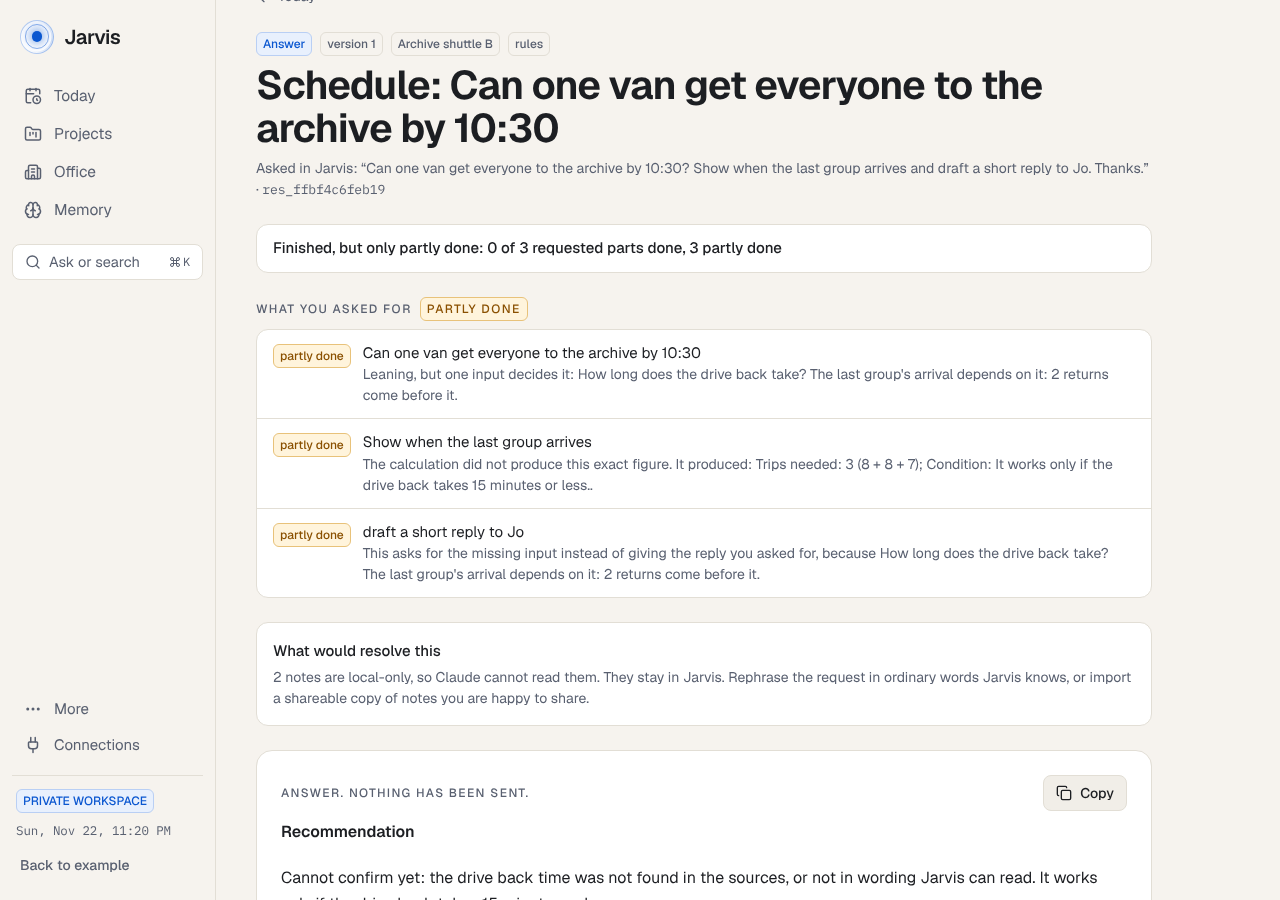 Jarvis
Today
Projects
Office
Memory
Ask or search ⌘ K
More
Connections
PRIVATE WORKSPACE
Sun, Nov 22, 11:20 PM
Back to example
Answer version 1 Archive shuttle B rules
Schedule: Can one van get everyone to the
archive by 10:30
Asked in Jarvis: “Can one van get everyone to the archive by 10:30? Show when the last group arrives and draft a short reply to Jo. Thanks.”
· res_ffbf4c6feb19
Finished, but only partly done: 0 of 3 requested parts done, 3 partly done
WHAT YOU ASKED FOR PARTLY DONE
partly done Can one van get everyone to the archive by 10:30
Leaning, but one input decides it: How long does the drive back take? The last group's arrival depends on it: 2 returns
come before it.
partly done Show when the last group arrives
The calculation did not produce this exact figure. It produced: Trips needed: 3 (8 + 8 + 7); Condition: It works only if the
drive back takes 15 minutes or less..
partly done draft a short reply to Jo
This asks for the missing input instead of giving the reply you asked for, because How long does the drive back take?
The last group's arrival depends on it: 2 returns come before it.
What would resolve this
2 notes are local-only, so Claude cannot read them. They stay in Jarvis. Rephrase the request in ordinary words Jarvis knows, or import
a shareable copy of notes you are happy to share.
ANSWER. NOTHING HAS BEEN SENT. Copy
Recommendation
Cannot confirm yet: the drive back time was not found in the sources, or not in wording Jarvis can read. It works